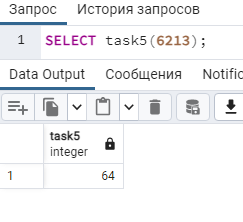 Запрос История запросов
1 SELECT task5(6213);
Data Output Сообщения Notific
task5
integer
1 64